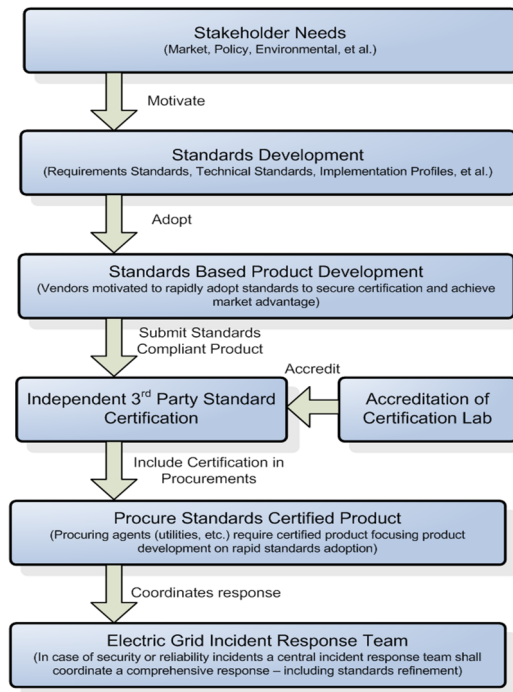 Stakeholder Needs
(Market, Policy, Environmental, et al.)
Motivate
Standards Development
(Requirements Standards, Technical Standards, Implementation Profiles, et al.)
Adopt
Standards Based Product Development
(Vendors motivated to rapidly adopt standards to secure certification and achieve
market advantage)
Submit Standards
Compliant Product
Accredit
Independent 3rd Party Standard
Certification
Accreditation of
Certification Lab
Include Certification in
Procurements
Procure Standards Certified Product
(Procuring agents (utilities, etc.) require certified product focusing product
development on rapid standards adoption)
Coordinates response
Electric Grid Incident Response Team
(In case of security or reliability incidents a central incident response team shall
coordinate a comprehensive response – including standards refinement)